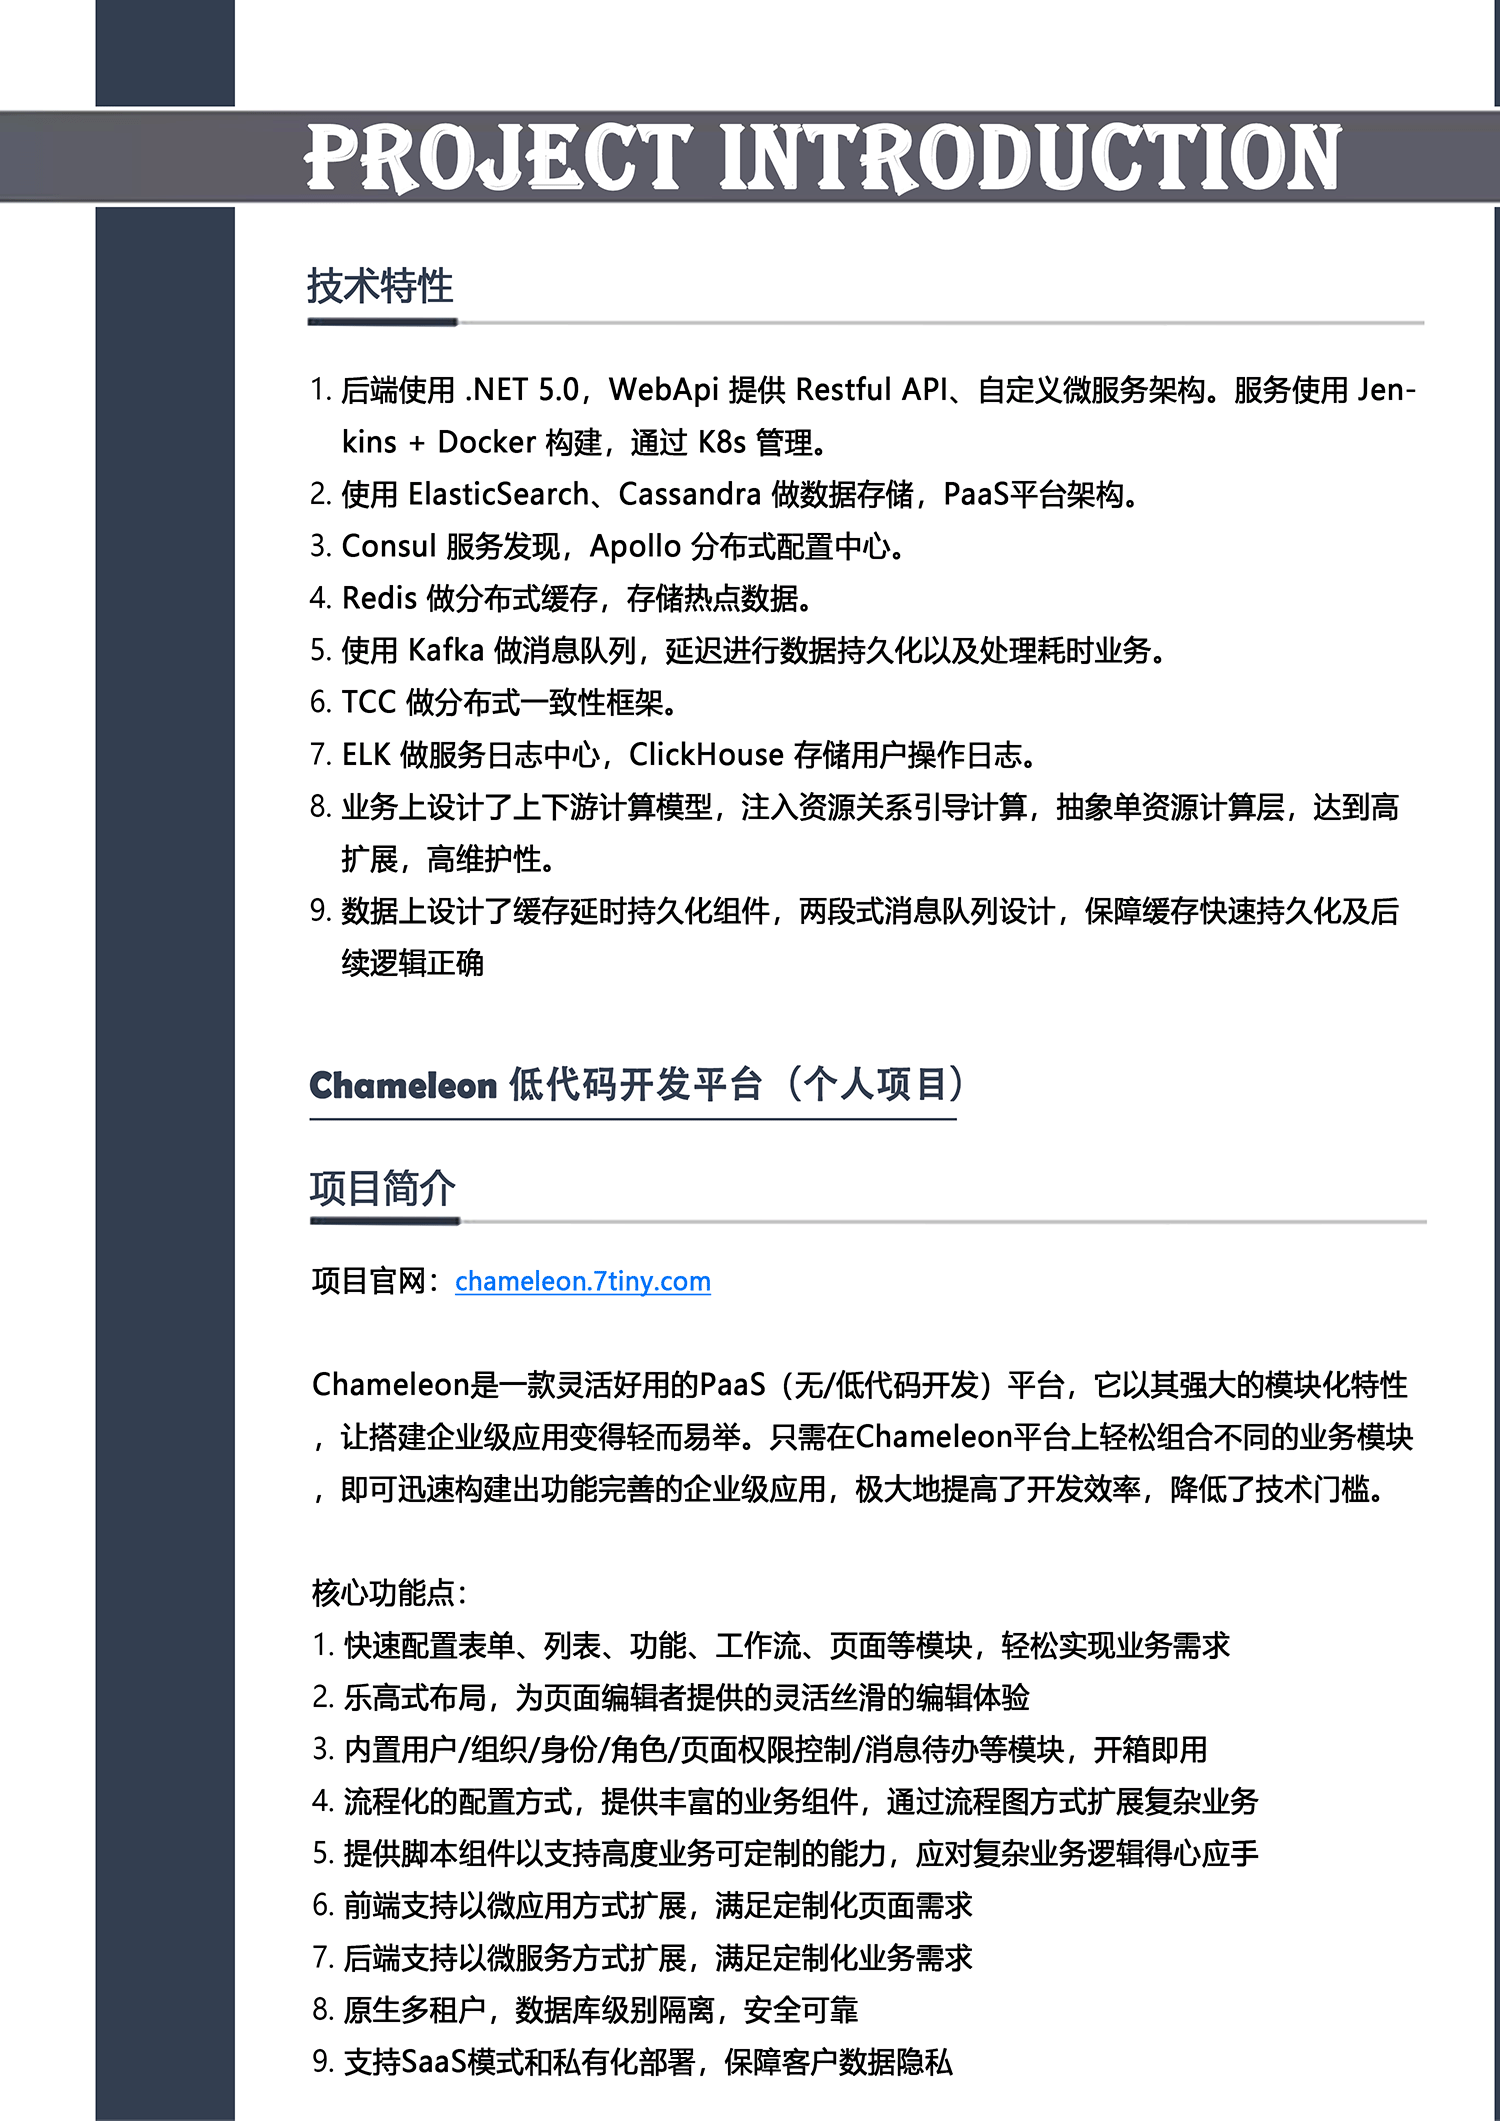 PROJECT INTRODUCTION
技术特性
1. 后端使用 .NET 5.0，WebApi 提供 Restful API、自定义微服务架构。服务使用 Jen-
kins + Docker 构建，通过 K8s 管理。
2. 使用 ElasticSearch、Cassandra 做数据存储，PaaS平台架构。
3. Consul 服务发现，Apollo 分布式配置中心。
4. Redis 做分布式缓存，存储热点数据。
5. 使用 Kafka 做消息队列，延迟进行数据持久化以及处理耗时业务。
6. TCC 做分布式一致性框架。
7. ELK 做服务日志中心，ClickHouse 存储用户操作日志。
8. 业务上设计了上下游计算模型，注入资源关系引导计算，抽象单资源计算层，达到高
扩展，高维护性。
9. 数据上设计了缓存延时持久化组件，两段式消息队列设计，保障缓存快速持久化及后
续逻辑正确
Chameleon 低代码开发平台（个人项目）
项目简介
项目官网：chameleon.7tiny.com
Chameleon是一款灵活好用的PaaS（无/低代码开发）平台，它以其强大的模块化特性
，让搭建企业级应用变得轻而易举。只需在Chameleon平台上轻松组合不同的业务模块
，即可迅速构建出功能完善的企业级应用，极大地提高了开发效率，降低了技术门槛。
核心功能点：
1. 快速配置表单、列表、功能、工作流、页面等模块，轻松实现业务需求
2. 乐高式布局，为页面编辑者提供的灵活丝滑的编辑体验
3. 内置用户/组织/身份/角色/页面权限控制/消息待办等模块，开箱即用
4. 流程化的配置方式，提供丰富的业务组件，通过流程图方式扩展复杂业务
5. 提供脚本组件以支持高度业务可定制的能力，应对复杂业务逻辑得心应手
6. 前端支持以微应用方式扩展，满足定制化页面需求
7. 后端支持以微服务方式扩展，满足定制化业务需求
8. 原生多租户，数据库级别隔离，安全可靠
9. 支持SaaS模式和私有化部署，保障客户数据隐私